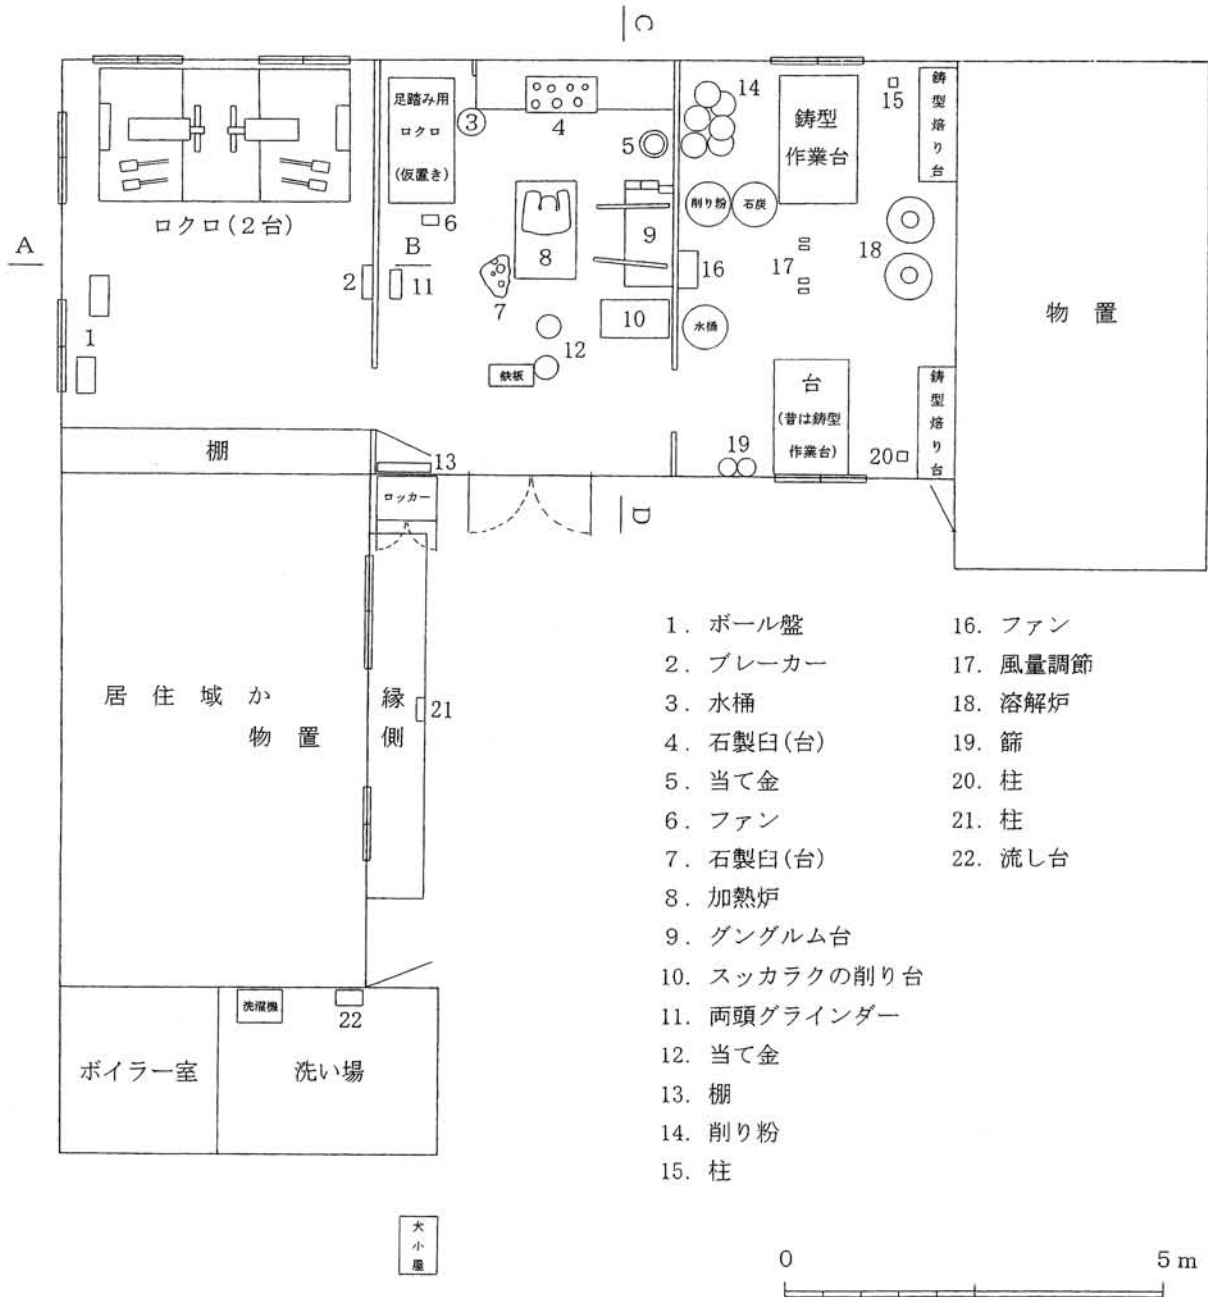 C
足踏み用
ロクロ
(仮置き)
3
4
5
14
鋳型
作業台
15
鋳型焙り台
ロクロ(2台)
6
削り粉
石炭
A
B
2
11
7
8
9
16
17
18
1
10
水桶
物 置
12
鉄板
台
(昔は鋳型
作業台)
鋳型焙り台
棚
13
19
20
ロッカー
D
居 住 域 か
物 置
縁側
21
洗濯機
22
ボイラー室
洗い場
犬小屋
1. ボール盤
2. ブレーカー
3. 水桶
4. 石製臼(台)
5. 当て金
6. ファン
7. 石製臼(台)
8. 加熱炉
9. グングルム台
10. スッカラクの削り台
11. 両頭グラインダー
12. 当て金
13. 棚
14. 削り粉
15. 柱
16. ファン
17. 風量調節
18. 溶解炉
19. 篩
20. 柱
21. 柱
22. 流し台
0
5 m